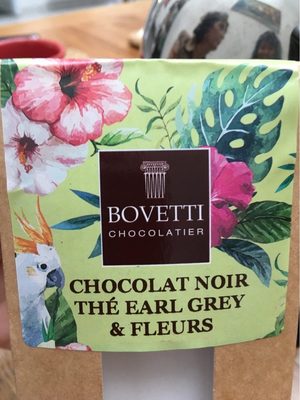 BOVETTI
CHOCOLATIER
CHOCOLAT NOIR
THÉ EARL GREY
& FLEURS